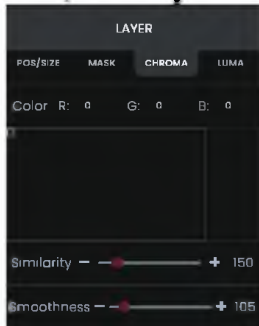 LAYER
POS/SIZE MASK CHROMA LUMA
Color R: 0 G: 0 B: 0
Similarity − + 150
Smoothness − + 105